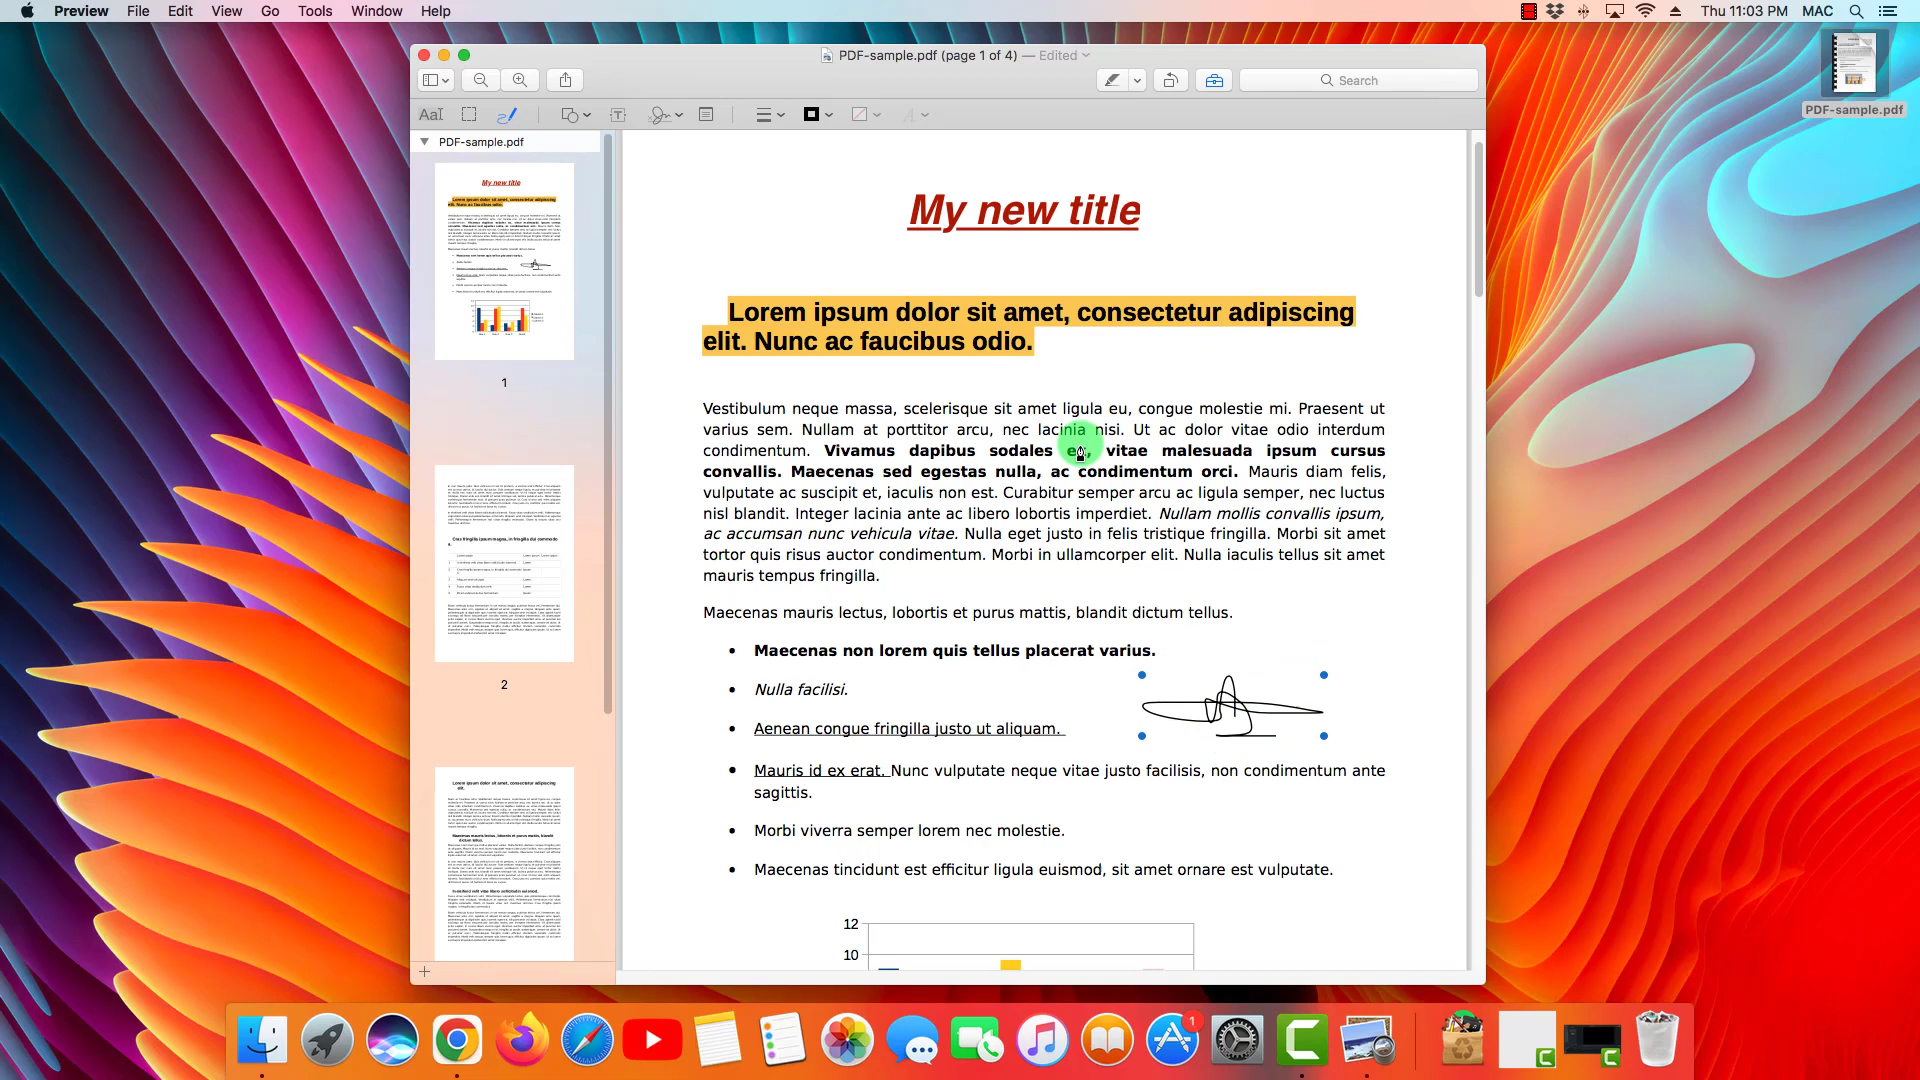 Preview File Edit View Go Tools Window Help
Thu 11:03 PM MAC
PDF-sample.pdf (page 1 of 4) — Edited
Search
PDF-sample.pdf
PDF-sample.pdf
My new title
1
2
My new title
Lorem ipsum dolor sit amet, consectetur adipiscing
elit. Nunc ac faucibus odio.
Vestibulum neque massa, scelerisque sit amet ligula eu, congue molestie mi. Praesent ut
varius sem. Nullam at porttitor arcu, nec lacinia nisi. Ut ac dolor vitae odio interdum
condimentum. Vivamus dapibus sodales ex, vitae malesuada ipsum cursus
convallis. Maecenas sed egestas nulla, ac condimentum orci. Mauris diam felis,
vulputate ac suscipit et, iaculis non est. Curabitur semper arcu ac ligula semper, nec luctus
nisl blandit. Integer lacinia ante ac libero lobortis imperdiet. Nullam mollis convallis ipsum,
ac accumsan nunc vehicula vitae. Nulla eget justo in felis tristique fringilla. Morbi sit amet
tortor quis risus auctor condimentum. Morbi in ullamcorper elit. Nulla iaculis tellus sit amet
mauris tempus fringilla.
Maecenas mauris lectus, lobortis et purus mattis, blandit dictum tellus.
• Maecenas non lorem quis tellus placerat varius.
• Nulla facilisi.
• Aenean congue fringilla justo ut aliquam.
• Mauris id ex erat. Nunc vulputate neque vitae justo facilisis, non condimentum ante
sagittis.
• Morbi viverra semper lorem nec molestie.
• Maecenas tincidunt est efficitur ligula euismod, sit amet ornare est vulputate.
12
10
1